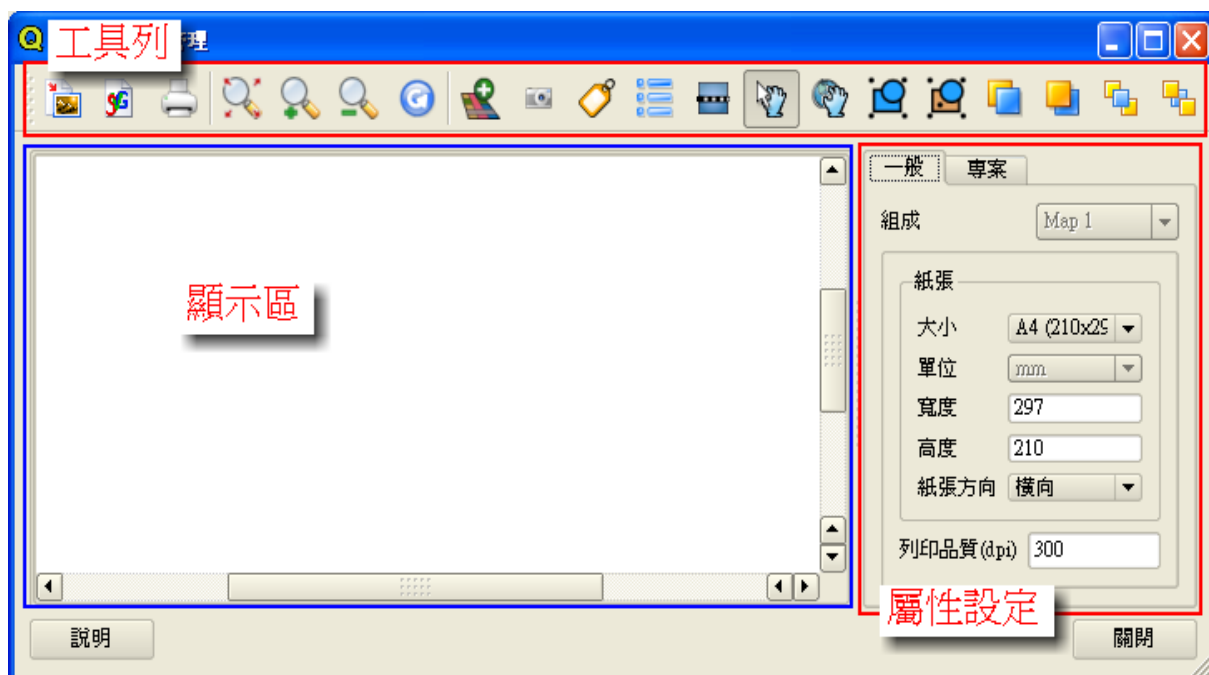 工具列
理
一般
專案
組成
Map 1
顯示區
紙張
大小
A4 (210x29
單位
mm
寬度
297
高度
210
紙張方向
橫向
列印品質(dpi)
300
屬性設定
說明
關閉